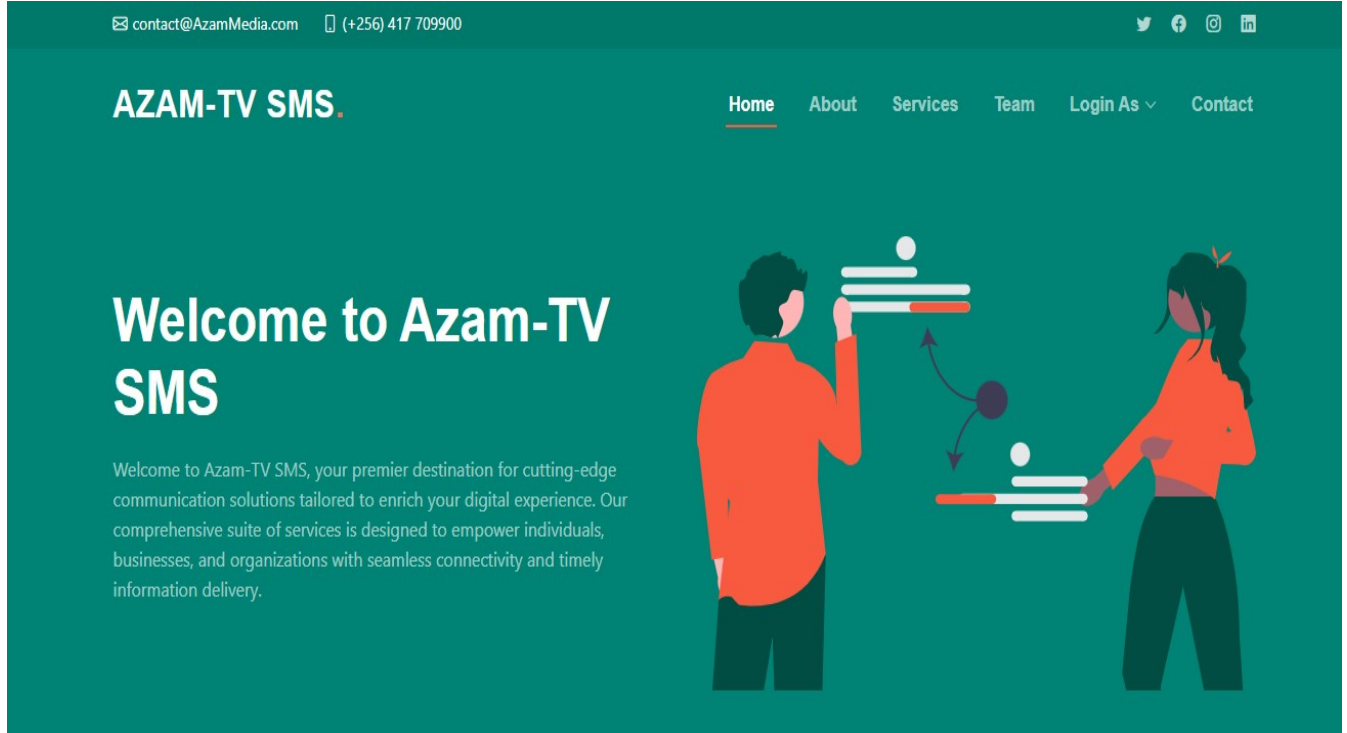 contact@AzamMedia.com (+256) 417 709900
AZAM-TV SMS.
Home About Services Team Login As Contact
Welcome to Azam-TV
SMS
Welcome to Azam-TV SMS, your premier destination for cutting-edge
communication solutions tailored to enrich your digital experience. Our
comprehensive suite of services is designed to empower individuals,
businesses, and organizations with seamless connectivity and timely
information delivery.